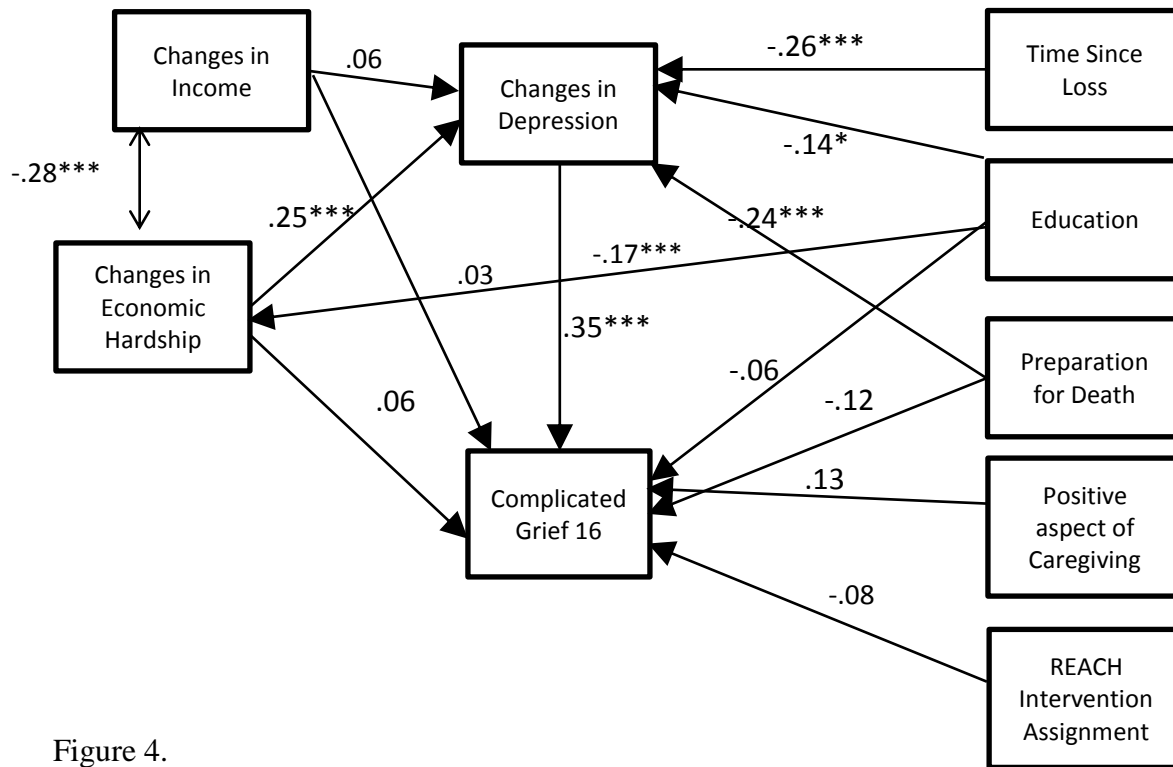 Changes in
Income
.06
Changes in
Depression
-.26***
Time Since
Loss
-.14*
-.28***
.25***
-.24***
Education
Changes in
Economic
Hardship
.03
-.17***
.35***
.06
-.06
-.12
Preparation
for Death
Complicated
Grief 16
.13
Positive
aspect of
Caregiving
-.08
REACH
Intervention
Assignment
Figure 4.